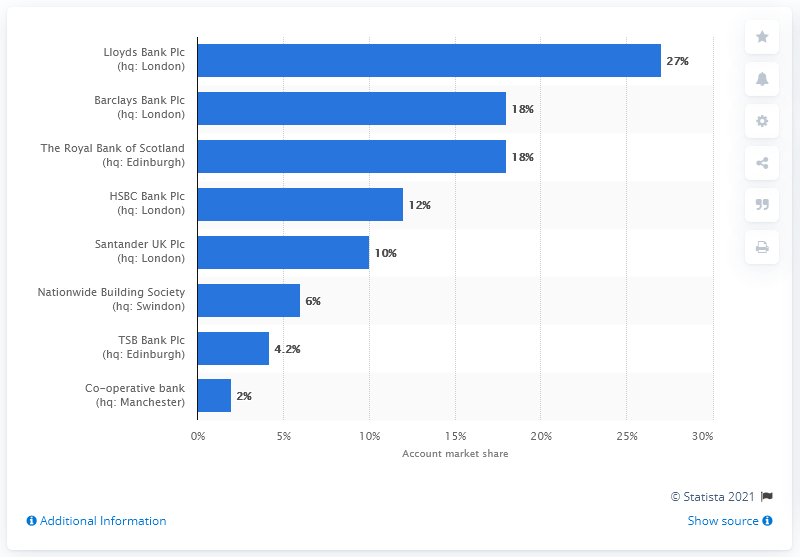 Lloyds Bank Plc
(hq: London)
27%
Barclays Bank Plc
(hq: London)
18%
The Royal Bank of Scotland
(hq: Edinburgh)
18%
HSBC Bank Plc
(hq: London)
12%
Santander UK Plc
(hq: London)
10%
Nationwide Building Society
(hq: Swindon)
6%
TSB Bank Plc
(hq: Edinburgh)
4.2%
Co-operative bank
(hq: Manchester)
2%
0% 5% 10% 15% 20% 25% 30%
Account market share
© Statista 2021
Additional Information
Show source